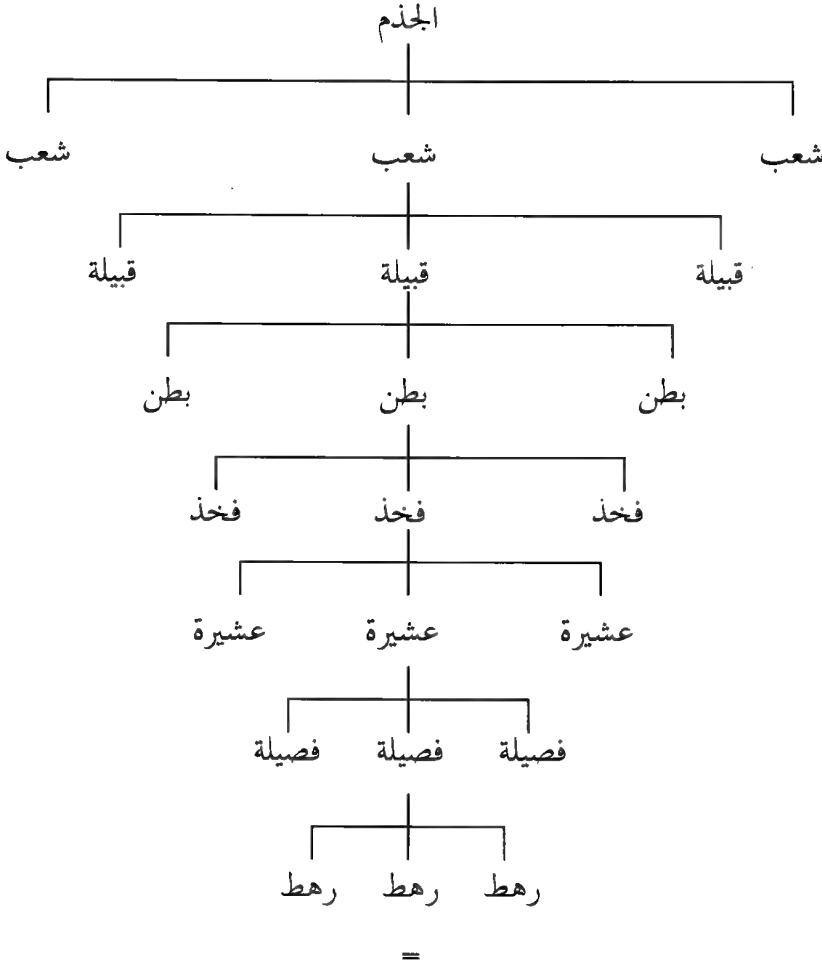 الجذم
شعب شعب شعب
قبيلة قبيلة قبيلة
بطن بطن بطن
فخذ فخذ فخذ
عشيرة عشيرة عشيرة
فصيلة فصيلة فصيلة
رهط رهط رهط
=